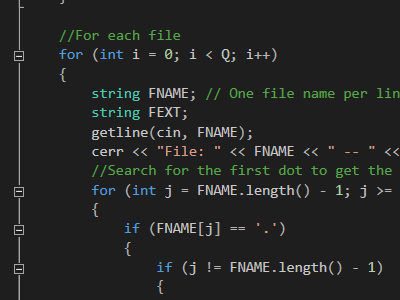 }
//For each file
for (int i = 0; i < Q; i++)
{
string FNAME; // One file name per lin
string FEXT;
getline(cin, FNAME);
cerr << "File: " << FNAME << " -- " <<
//Search for the first dot to get the
for (int j = FNAME.length() - 1; j >=
{
if (FNAME[j] == '.')
{
if (j != FNAME.length() - 1)
{